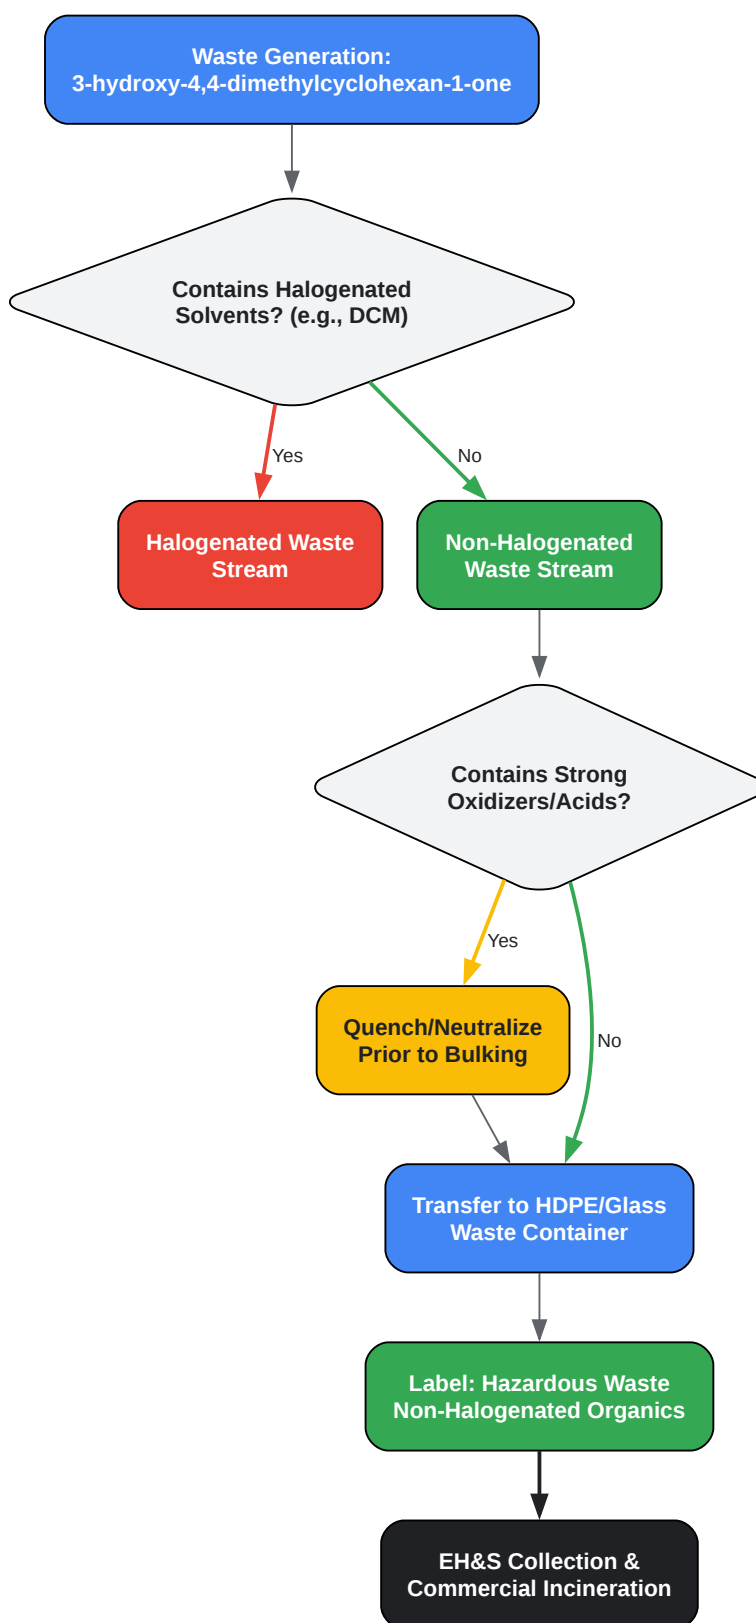 Waste Generation:
3-hydroxy-4,4-dimethylcyclohexan-1-one
Contains Halogenated
Solvents? (e.g., DCM)
Yes
No
Halogenated Waste
Stream
Non-Halogenated
Waste Stream
Contains Strong
Oxidizers/Acids?
Yes
Quench/Neutralize
Prior to Bulking
No
Transfer to HDPE/Glass
Waste Container
Label: Hazardous Waste
Non-Halogenated Organics
EH&S Collection &
Commercial Incineration